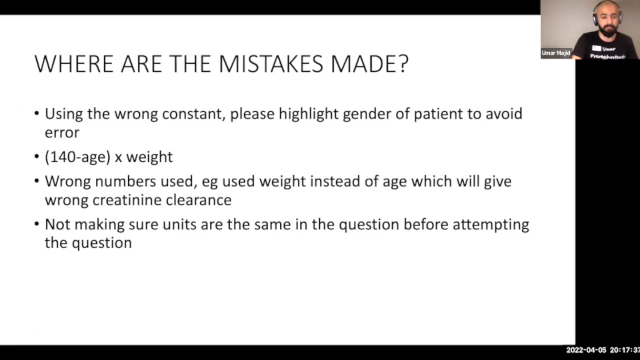 WHERE ARE THE MISTAKES MADE?
• Using the wrong constant, please highlight gender of patient to avoid
error
• (140-age) x weight
• Wrong numbers used, eg used weight instead of age which will give
wrong creatinine clearance
• Not making sure units are the same in the question before attempting
the question
Umar Majid
Umar
2022-04-05 20:17:37